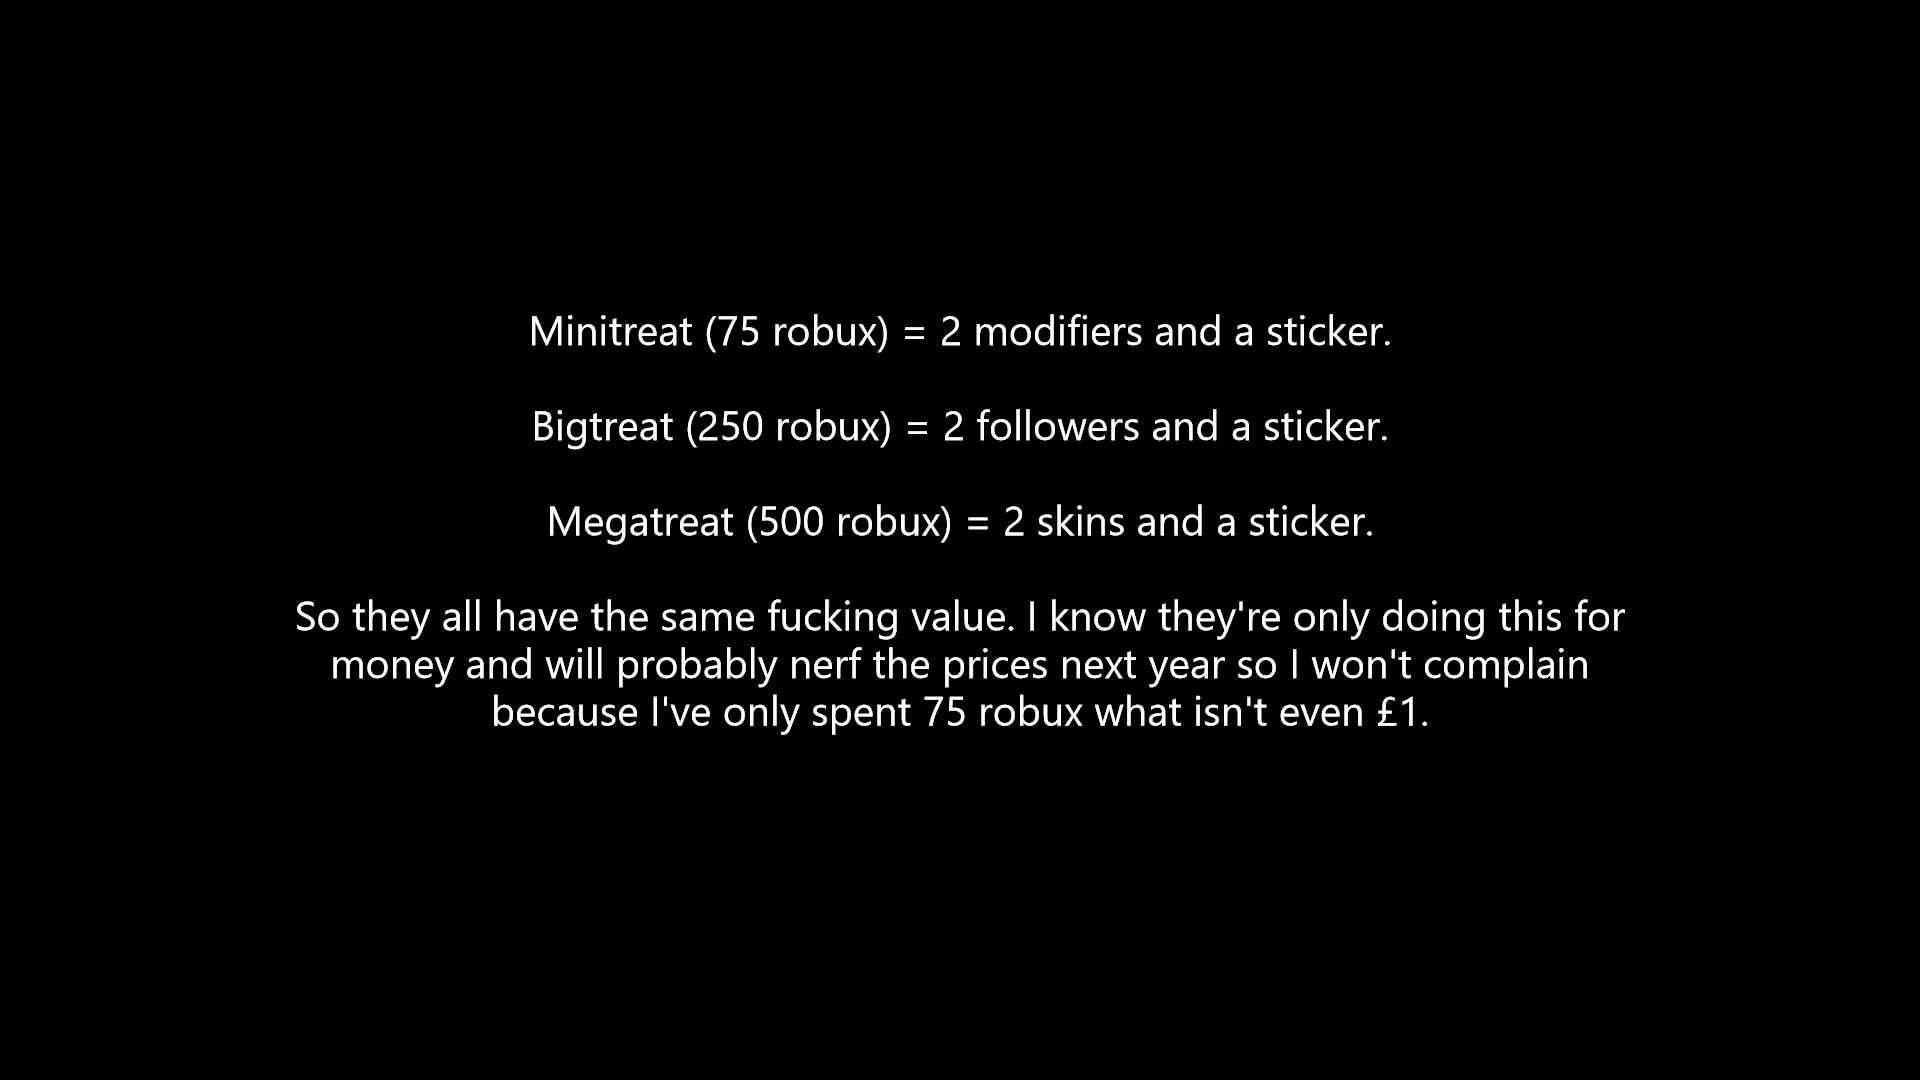 Minitreat (75 robux) = 2 modifiers and a sticker.
Bigtreat (250 robux) = 2 followers and a sticker.
Megatreat (500 robux) = 2 skins and a sticker.
So they all have the same fucking value. I know they're only doing this for
money and will probably nerf the prices next year so I won't complain
because I've only spent 75 robux what isn't even £1.